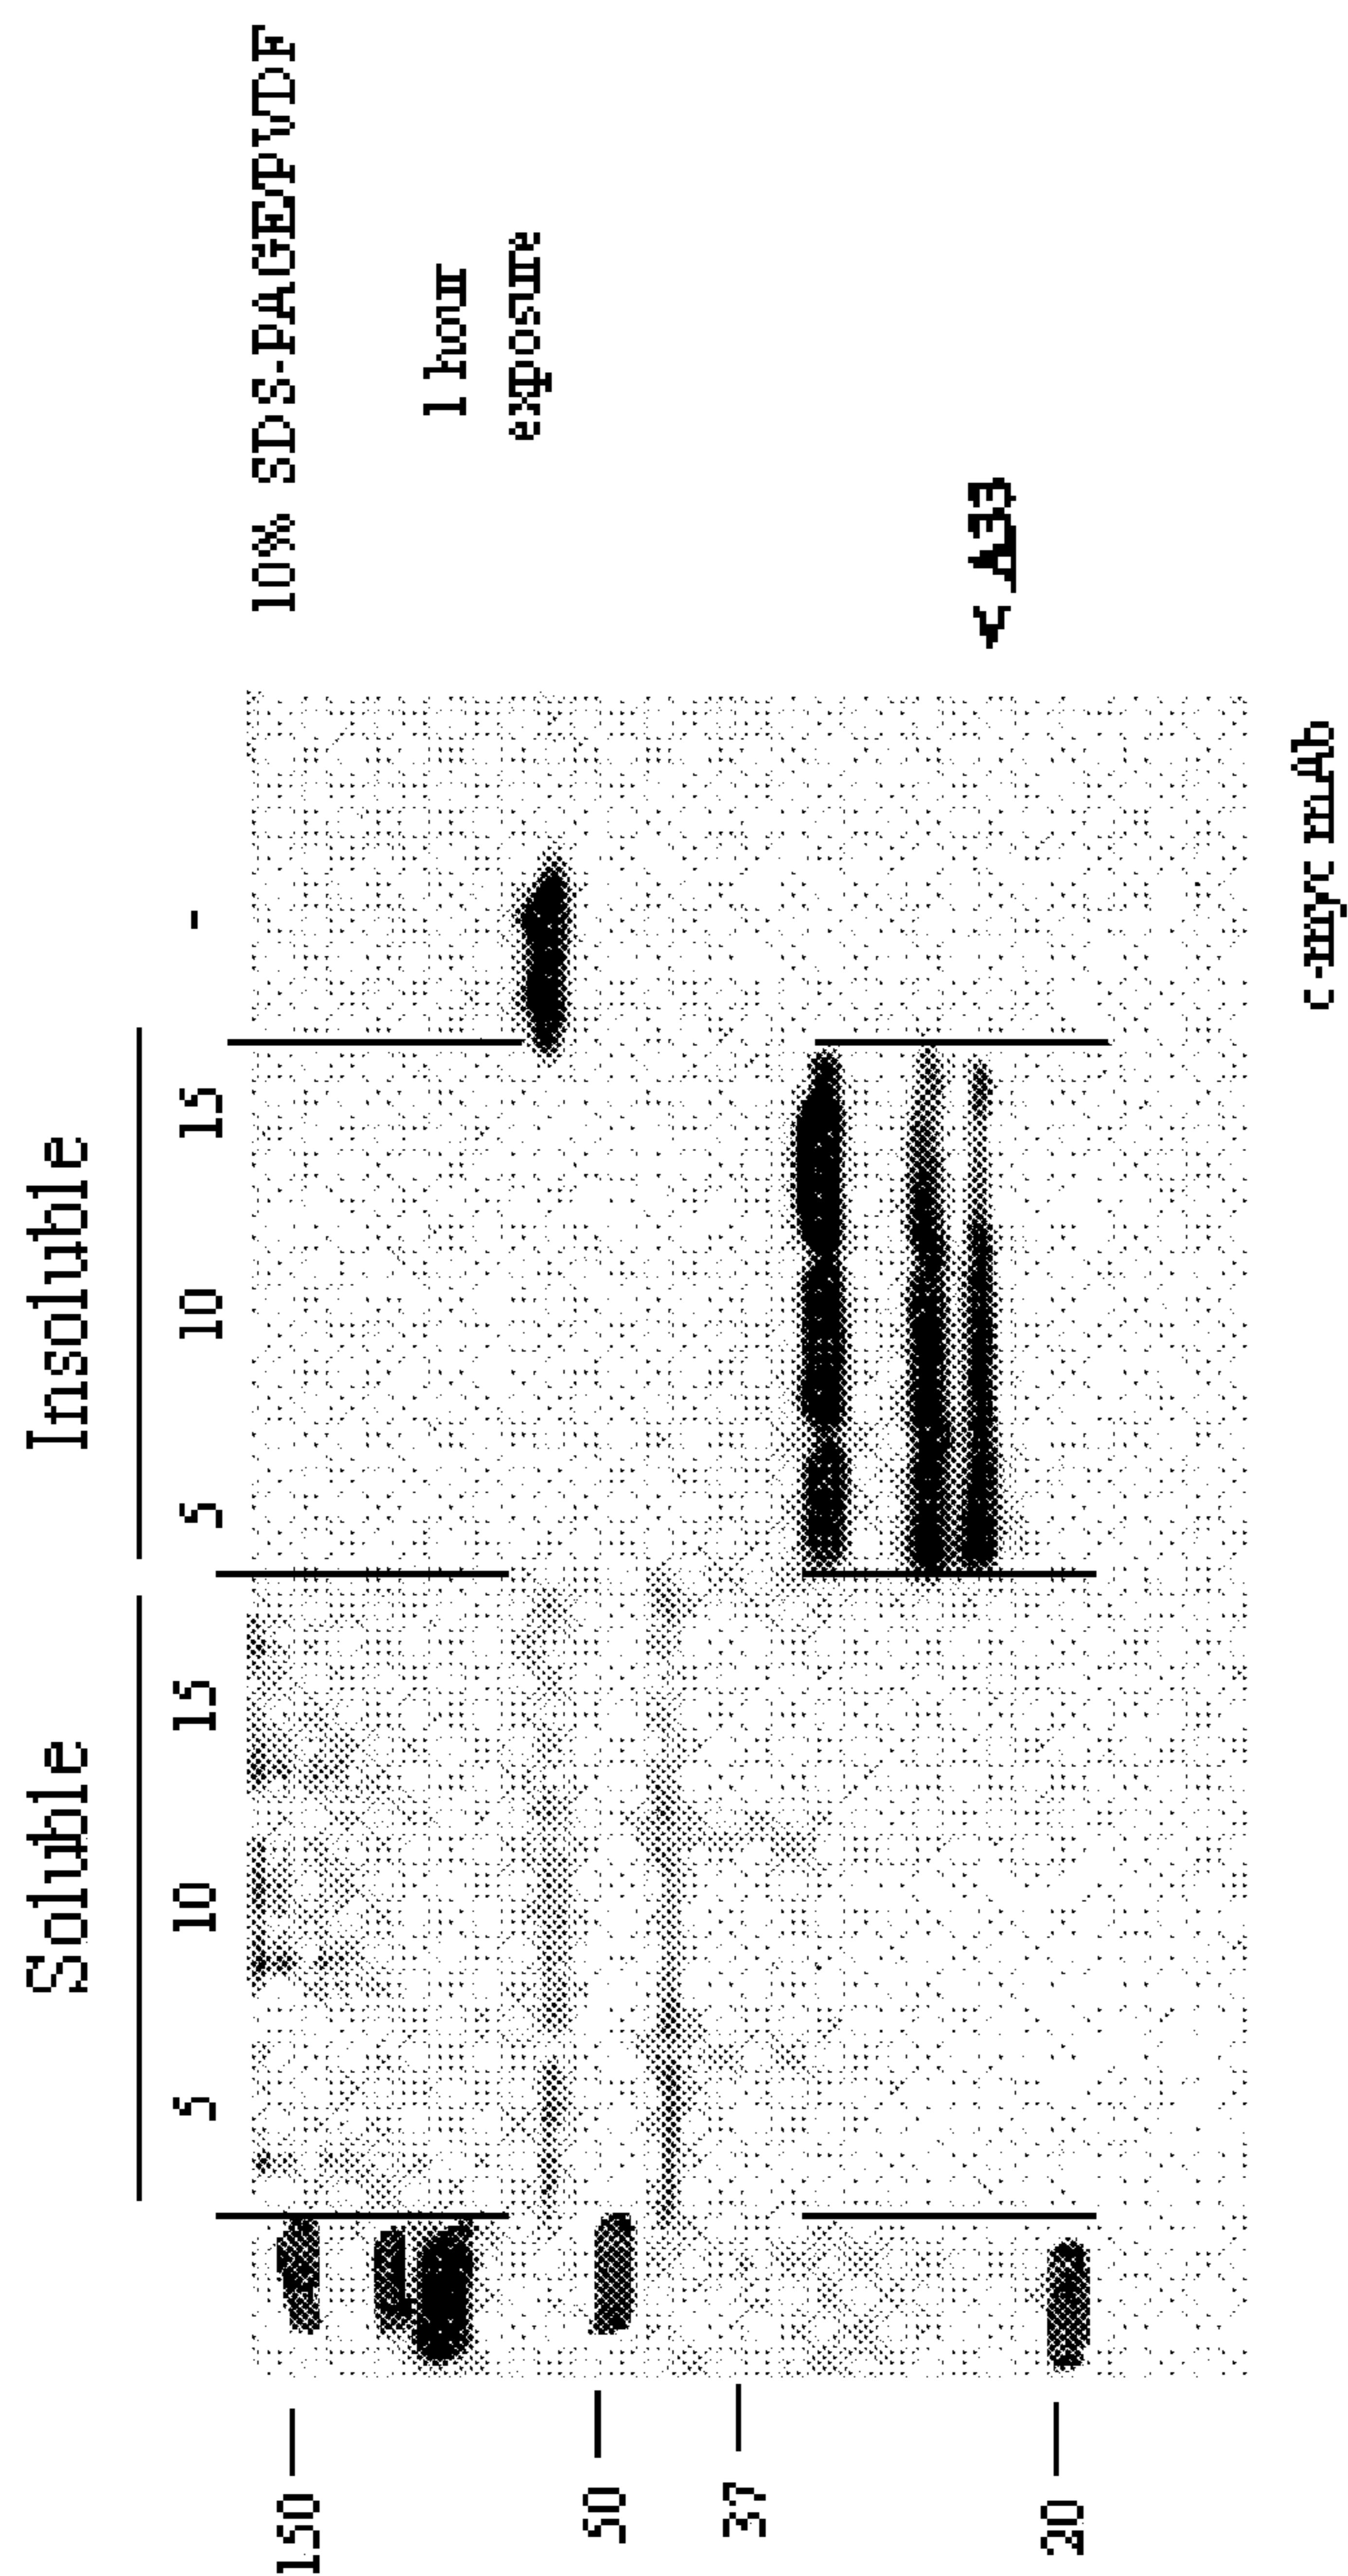 10% SDS-PAGE/PVDF
Soluble
Insoluble
5 10 15 5 10 15 -
1 hour
exposure
150
50
37
20
< A33
c-myc mAb